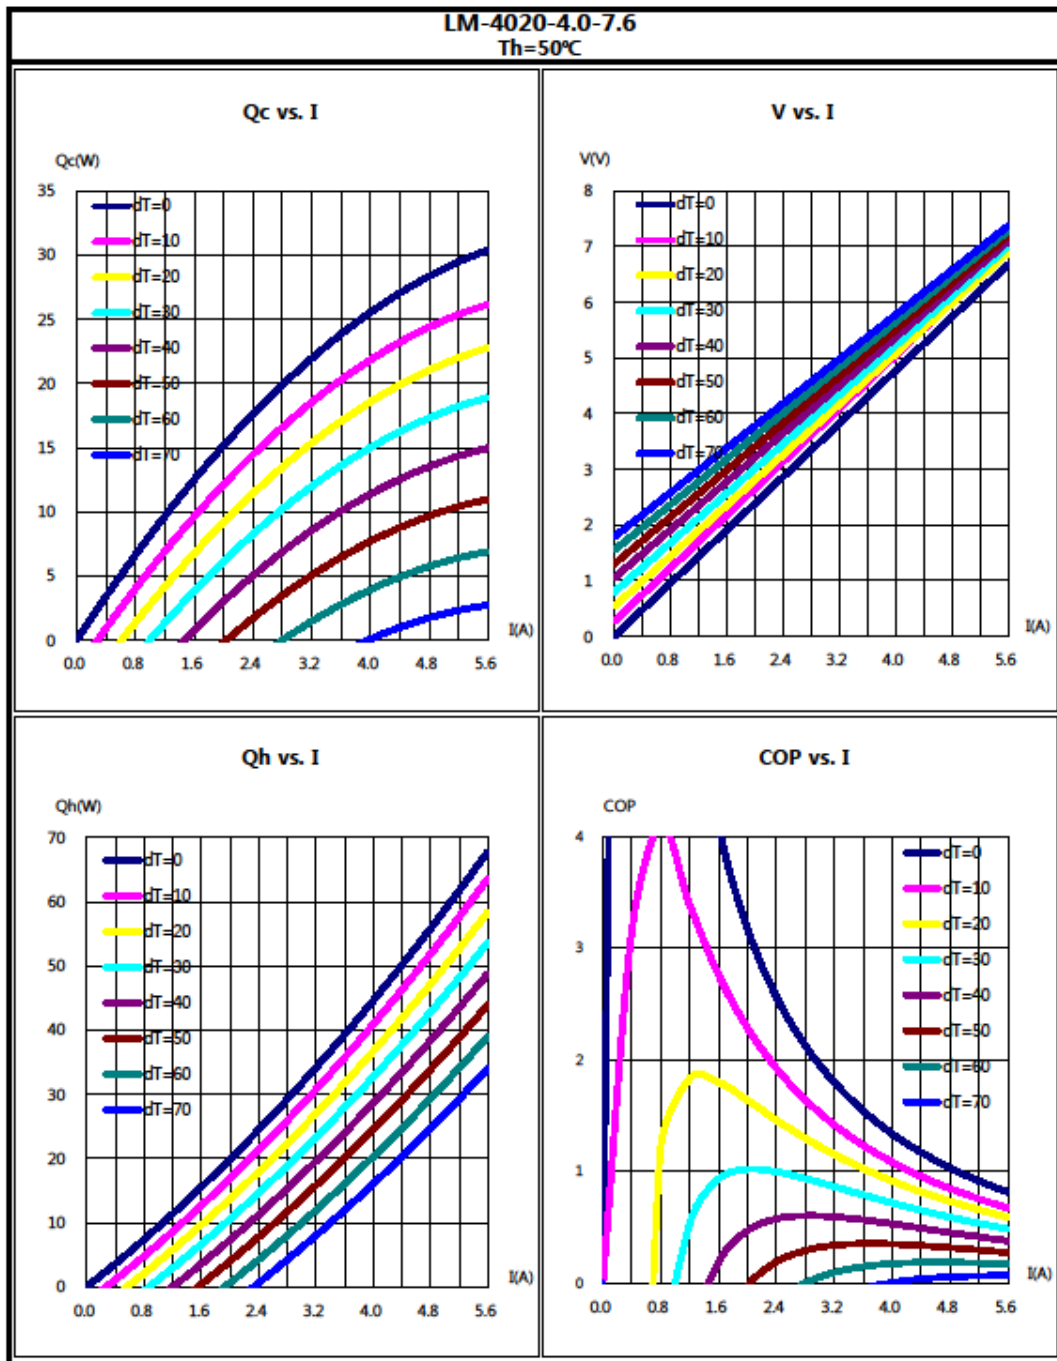 LM-4020-4.0-7.6
Th=50℃
Qc vs. I
Qc(W)
35
30
25
20
15
10
5
0
dT=0
dT=10
dT=20
dT=30
dT=40
dT=50
dT=60
dT=70
I(A)
0.0 0.8 1.6 2.4 3.2 4.0 4.8 5.6
V vs. I
V(V)
8
7
6
5
4
3
2
1
0
dT=0
dT=10
dT=20
dT=30
dT=40
dT=50
dT=60
dT=70
I(A)
0.0 0.8 1.6 2.4 3.2 4.0 4.8 5.6
Qh vs. I
Qh(W)
70
60
50
40
30
20
10
0
dT=0
dT=10
dT=20
dT=30
dT=40
dT=50
dT=60
dT=70
I(A)
0.0 0.8 1.6 2.4 3.2 4.0 4.8 5.6
COP vs. I
COP
4
3
2
1
0
dT=0
dT=10
dT=20
dT=30
dT=40
dT=50
dT=60
dT=70
I(A)
0.0 0.8 1.6 2.4 3.2 4.0 4.8 5.6